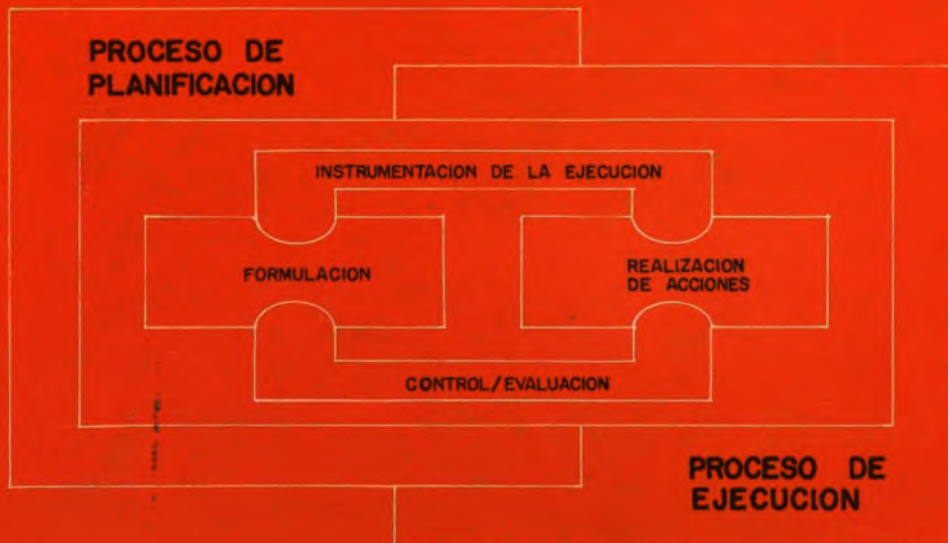 PROCESO DE
PLANIFICACION
INSTRUMENTACION DE LA EJECUCION
FORMULACION
REALIZACION
DE ACCIONES
CONTROL/EVALUACION
PROCESO DE
EJECUCION